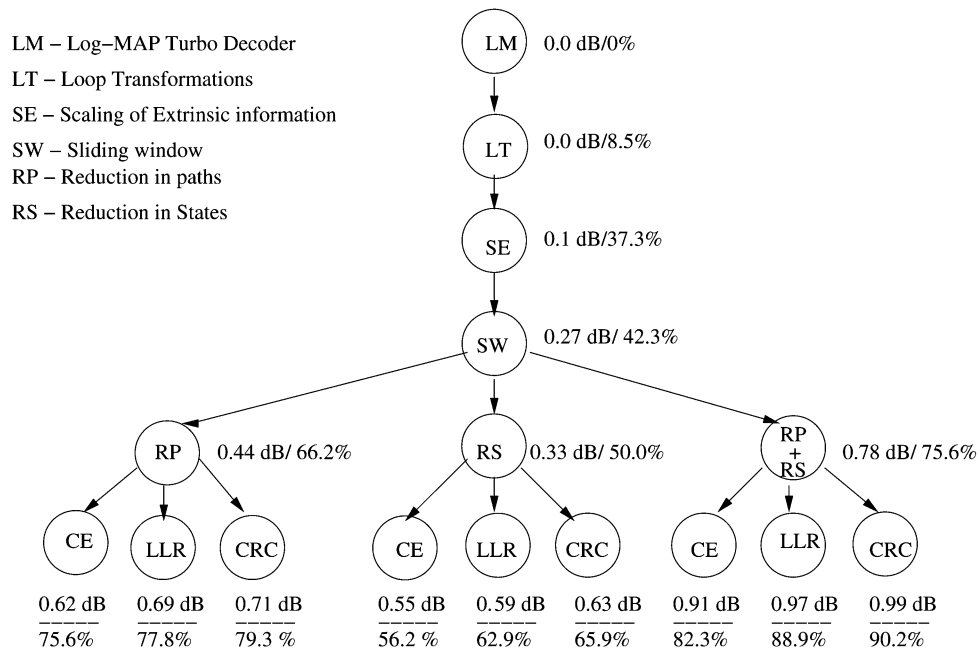 LM – Log–MAP Turbo Decoder
LT – Loop Transformations
SE – Scaling of Extrinsic information
SW – Sliding window
RP – Reduction in paths
RS – Reduction in States
LM 0.0 dB/0%
LT 0.0 dB/8.5%
SE 0.1 dB/37.3%
SW 0.27 dB/ 42.3%
RP 0.44 dB/ 66.2%
RS 0.33 dB/ 50.0%
RP
+
RS
0.78 dB/ 75.6%
CE LLR CRC CE LLR CRC CE LLR CRC
0.62 dB 0.69 dB 0.71 dB 0.55 dB 0.59 dB 0.63 dB 0.91 dB 0.97 dB 0.99 dB
75.6% 77.8% 79.3 % 56.2 % 62.9% 65.9% 82.3% 88.9% 90.2%